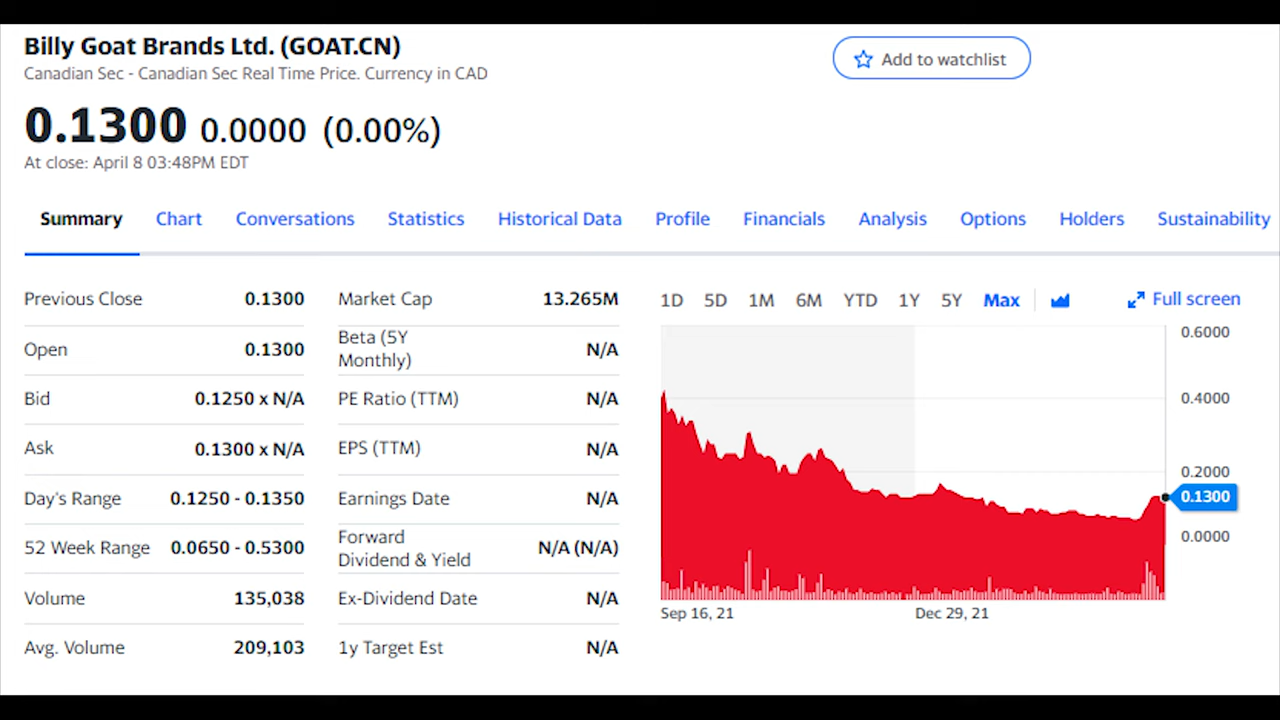 Billy Goat Brands Ltd. (GOAT.CN)
Canadian Sec - Canadian Sec Real Time Price. Currency in CAD
Add to watchlist
0.1300 0.0000 (0.00%)
At close: April 8 03:48PM EDT
Summary Chart Conversations Statistics Historical Data Profile Financials Analysis Options Holders Sustainability
Previous Close 0.1300
Open 0.1300
Bid 0.1250 x N/A
Ask 0.1300 x N/A
Day's Range 0.1250 - 0.1350
52 Week Range 0.0650 - 0.5300
Volume 135,038
Avg. Volume 209,103
Market Cap 13.265M
Beta (5Y
Monthly) N/A
PE Ratio (TTM) N/A
EPS (TTM) N/A
Earnings Date N/A
Forward
Dividend & Yield N/A (N/A)
Ex-Dividend Date N/A
1y Target Est N/A
1D 5D 1M 6M YTD 1Y 5Y Max Full screen
0.6000
0.4000
0.2000
0.1300
0.0000
Sep 16, 21 Dec 29, 21